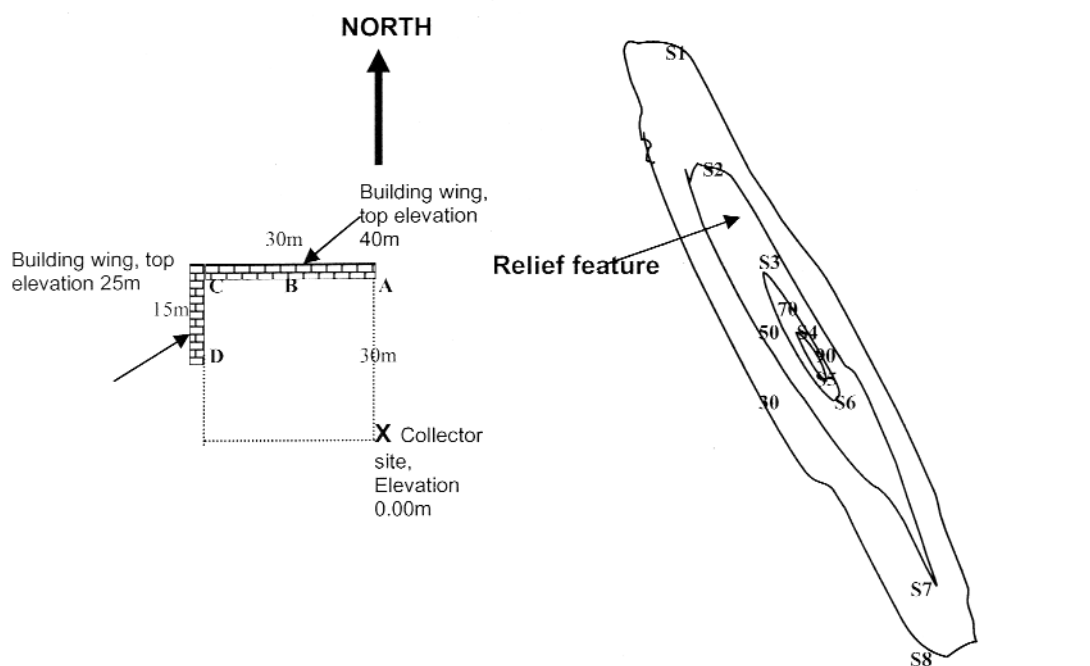 NORTH
Building wing,
top elevation
40m
30m
Building wing, top
elevation 25m
C
B
A
15m
D
30m
X Collector
site,
Elevation
0.00m
Relief feature
S1
S2
S3
70
S4
50
90
S5
30
S6
S7
S8